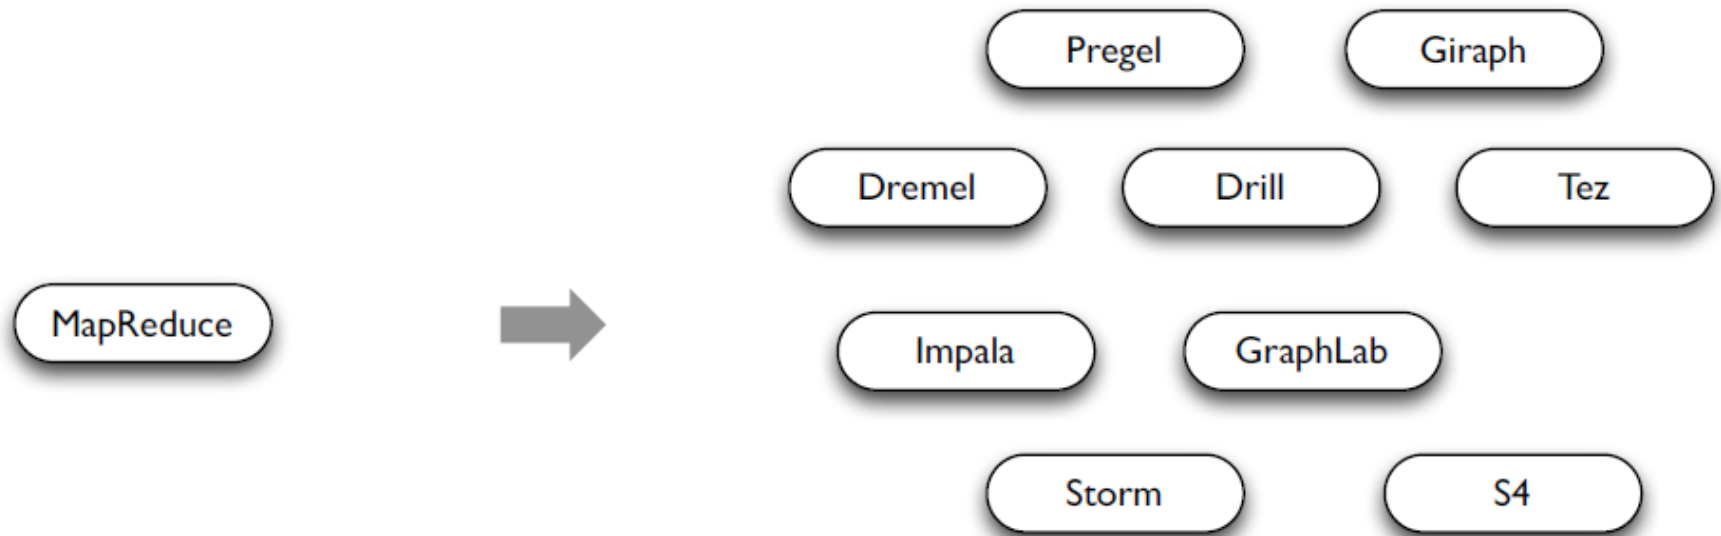 Pregel
Giraph
Dremel
Drill
Tez
MapReduce
Impala
GraphLab
Storm
S4